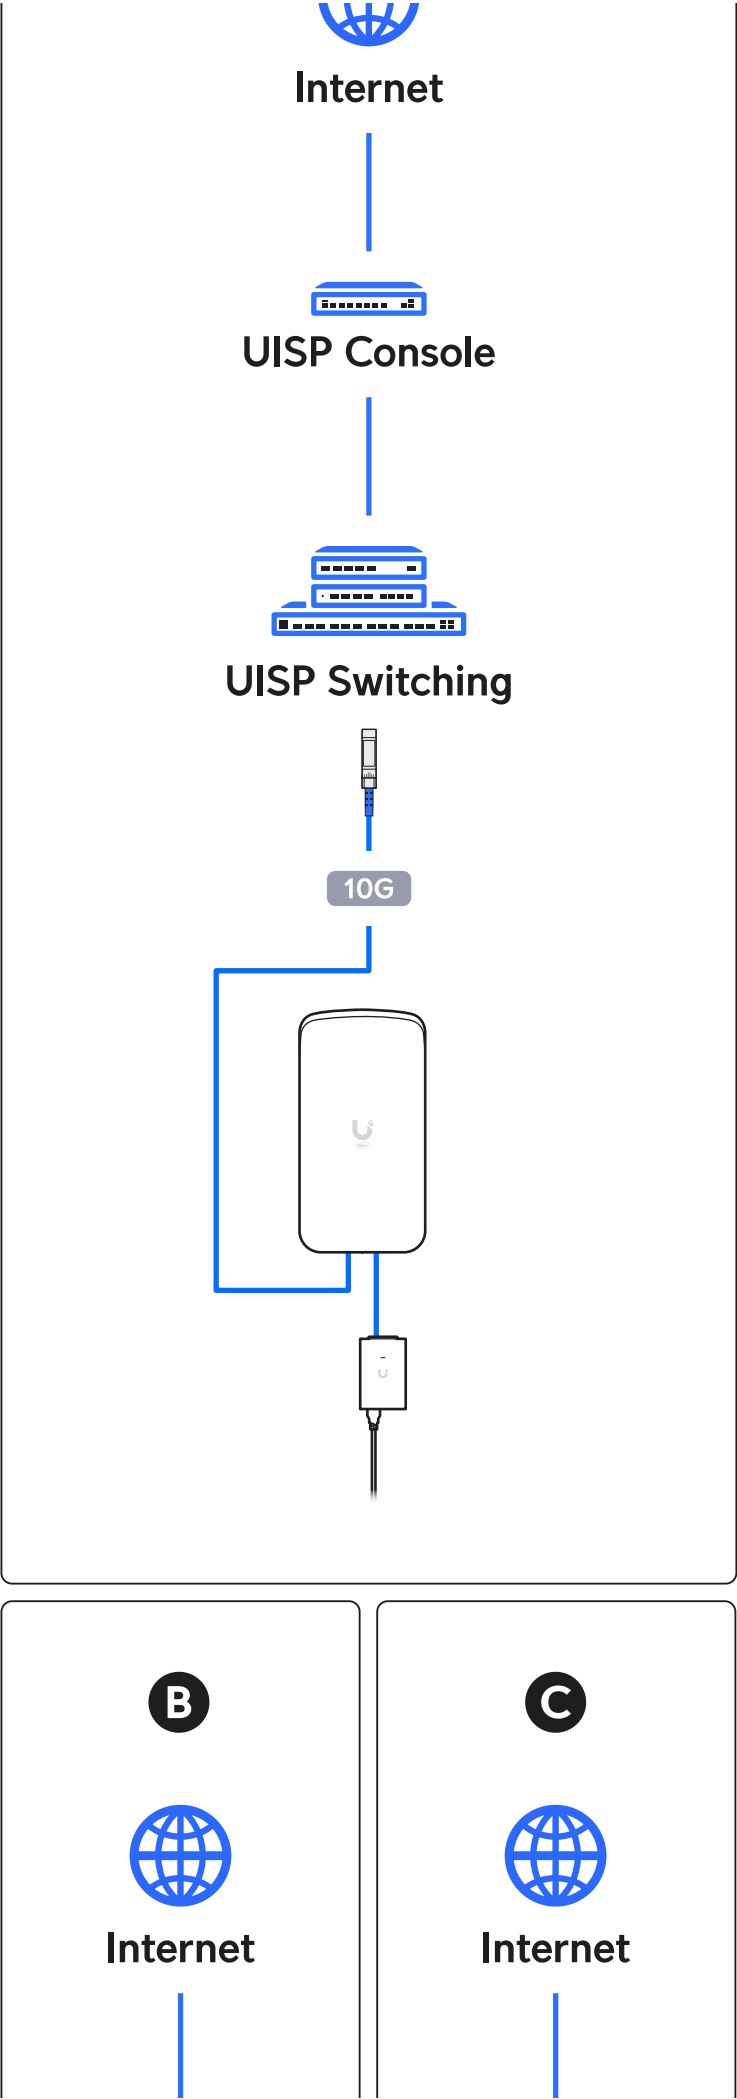 Internet
UISP Console
UISP Switching
10G
B
C
Internet
Internet